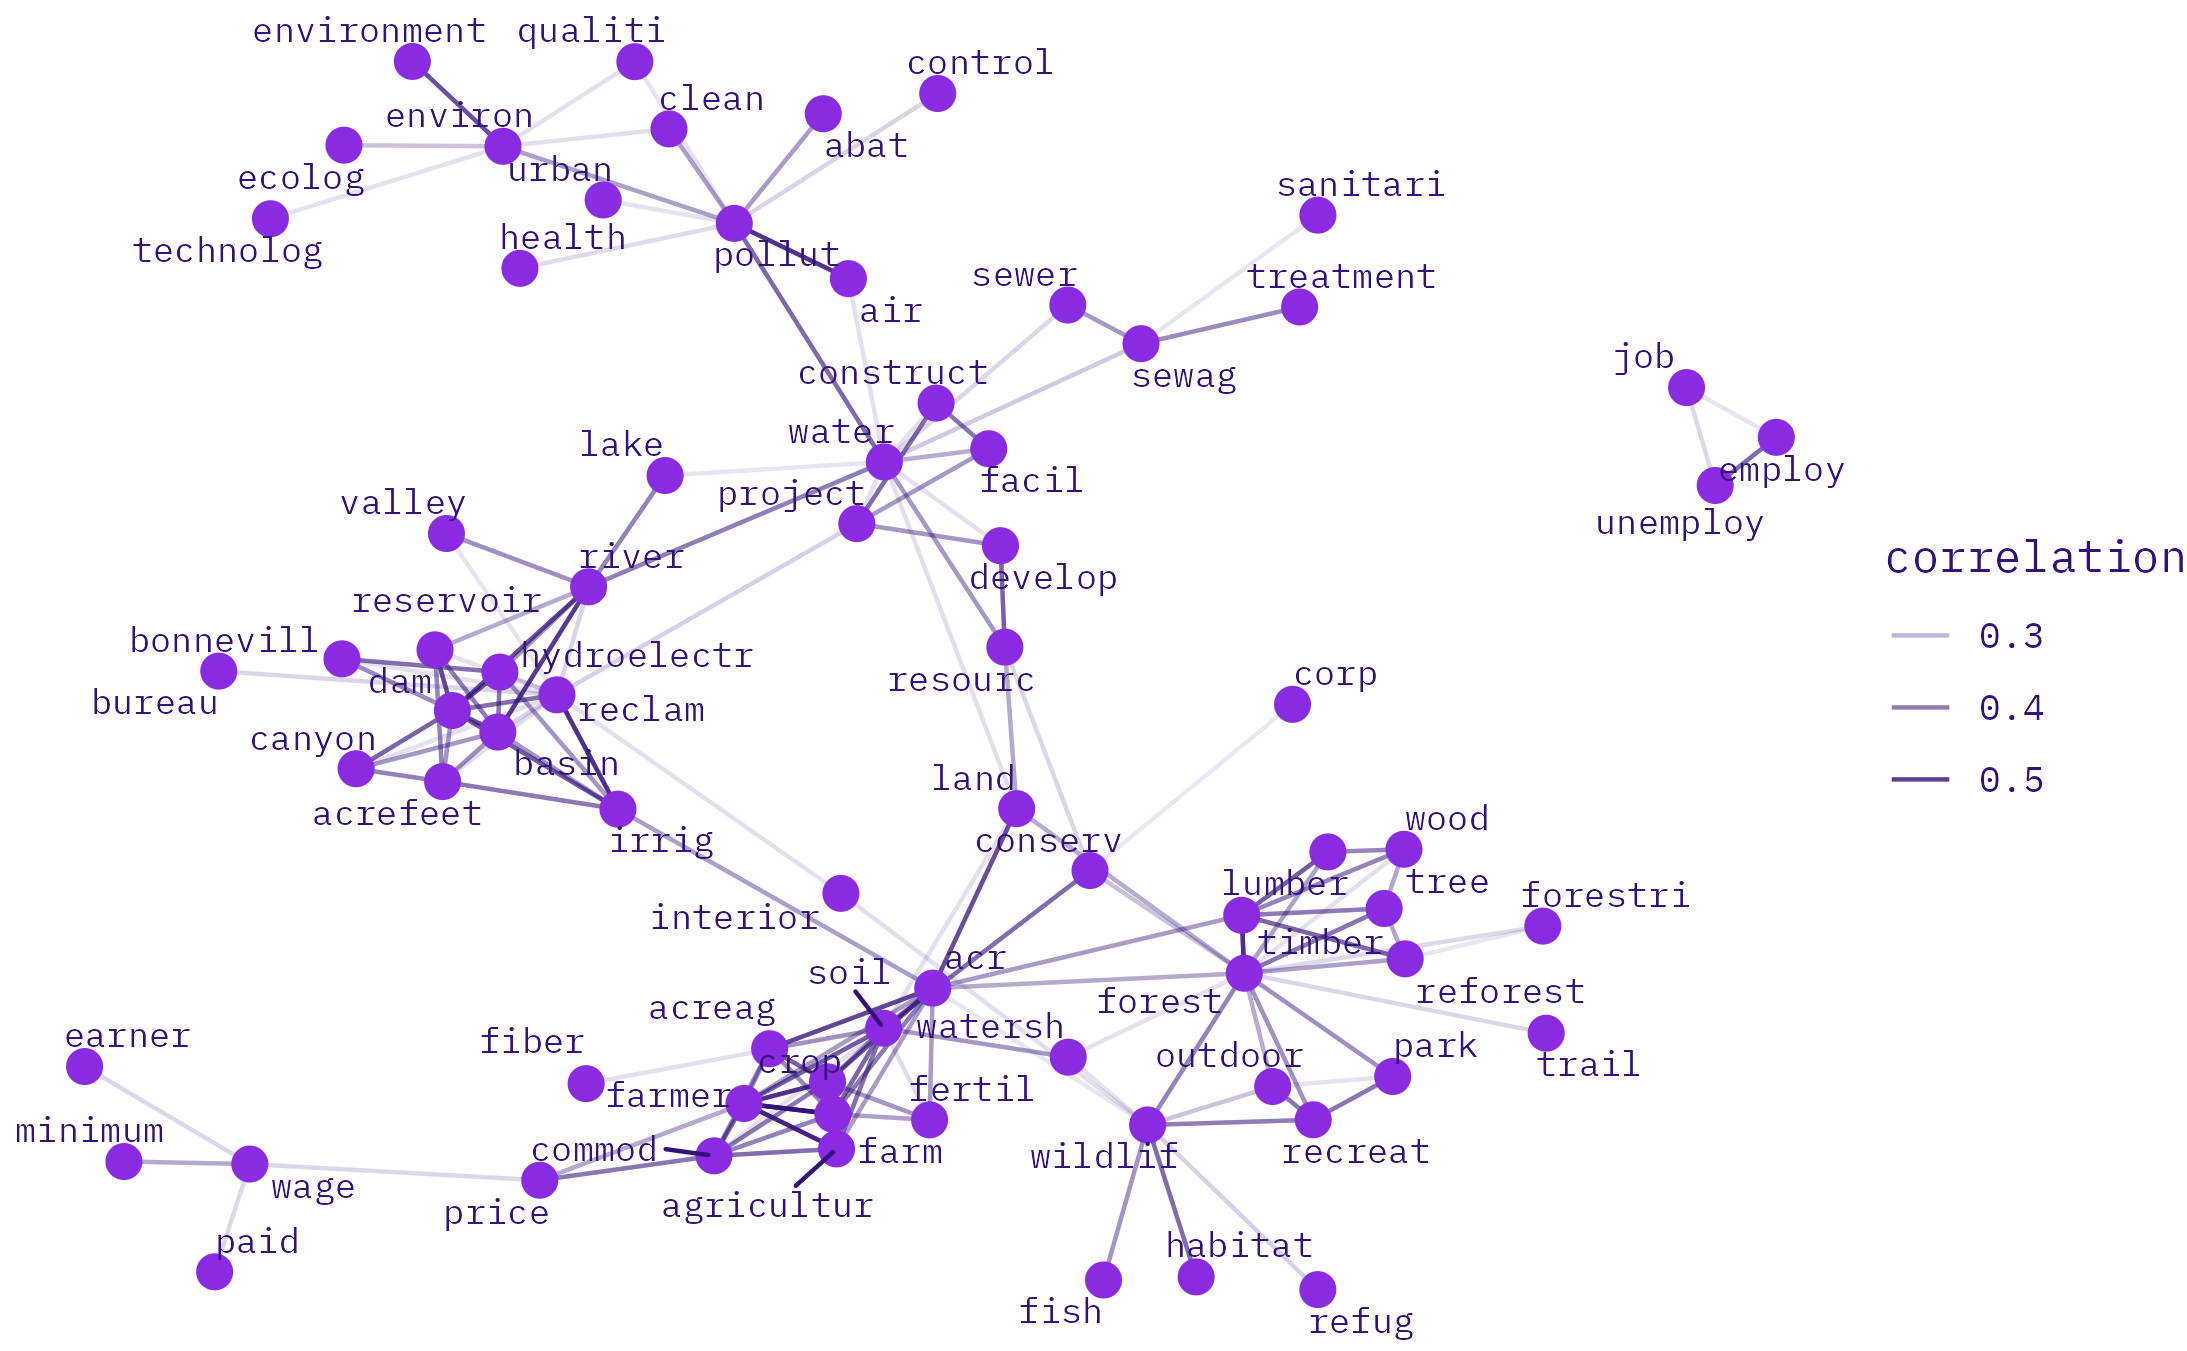 environment
qualiti
control
clean
environ
abat
urban
ecolog
sanitari
health
technolog
pollut
sewer
treatment
air
job
construct
sewag
water
lake
employ
facil
project
valley
unemploy
river
correlation
develop
reservoir
0.3
bonnevill
hydroelectr
corp
dam
resourc
bureau
reclam
0.4
canyon
basin
land
0.5
acrefeet
wood
irrig
conserv
lumber
tree
forestri
interior
timber
acr
soil
reforest
forest
acreag
watersh
earner
fiber
park
outdoor
crop
trail
fertil
farmer
minimum
commod
farm
wildlif
recreat
wage
agricultur
price
paid
habitat
fish
refug